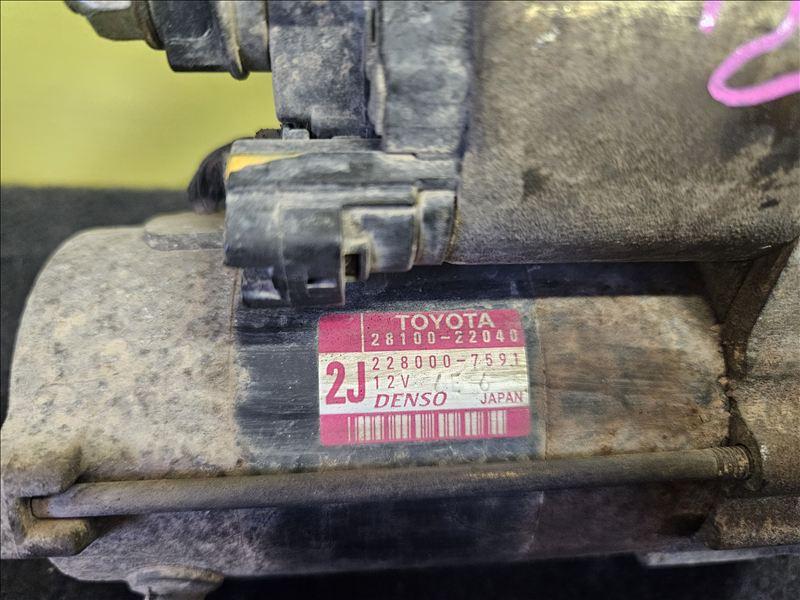 TOYOTA
28100-22040
2J
228000-7591
12V
DENSO JAPAN